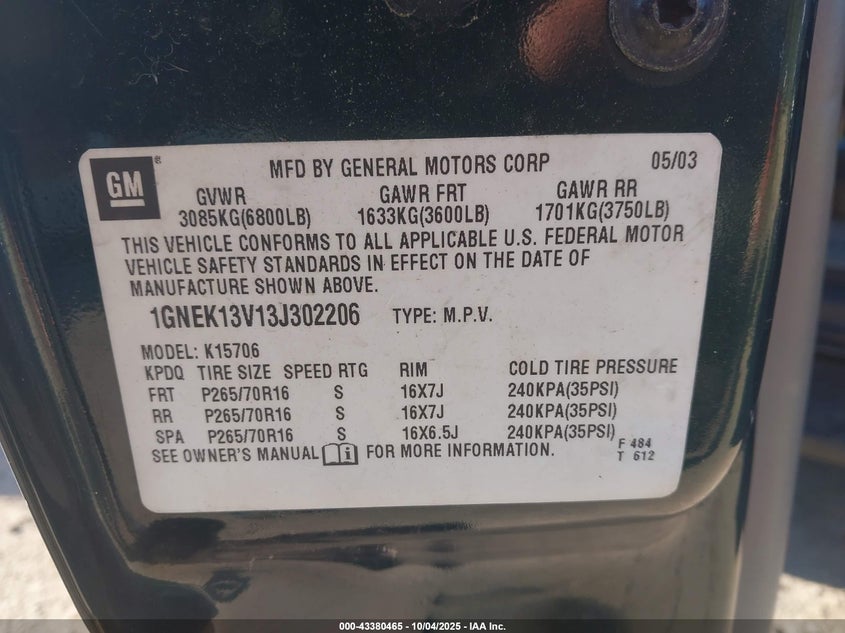 GM ® MFD BY GENERAL MOTORS CORP 05/03
GVWR GAWR FRT GAWR RR
3085KG(6800LB) 1633KG(3600LB) 1701KG(3750LB)
THIS VEHICLE CONFORMS TO ALL APPLICABLE U.S. FEDERAL MOTOR
VEHICLE SAFETY STANDARDS IN EFFECT ON THE DATE OF
MANUFACTURE SHOWN ABOVE.
1GNEK13V13J302206 TYPE: M.P.V.
MODEL: K15706
KPDQ TIRE SIZE SPEED RTG RIM COLD TIRE PRESSURE
FRT P265/70R16 S 16X7J 240KPA(35PSI)
RR P265/70R16 S 16X7J 240KPA(35PSI)
SPA P265/70R16 S 16X6.5J 240KPA(35PSI)
SEE OWNER'S MANUAL i FOR MORE INFORMATION.
F 484
T 612
000-43380465 - 10/04/2025 - IAA Inc.